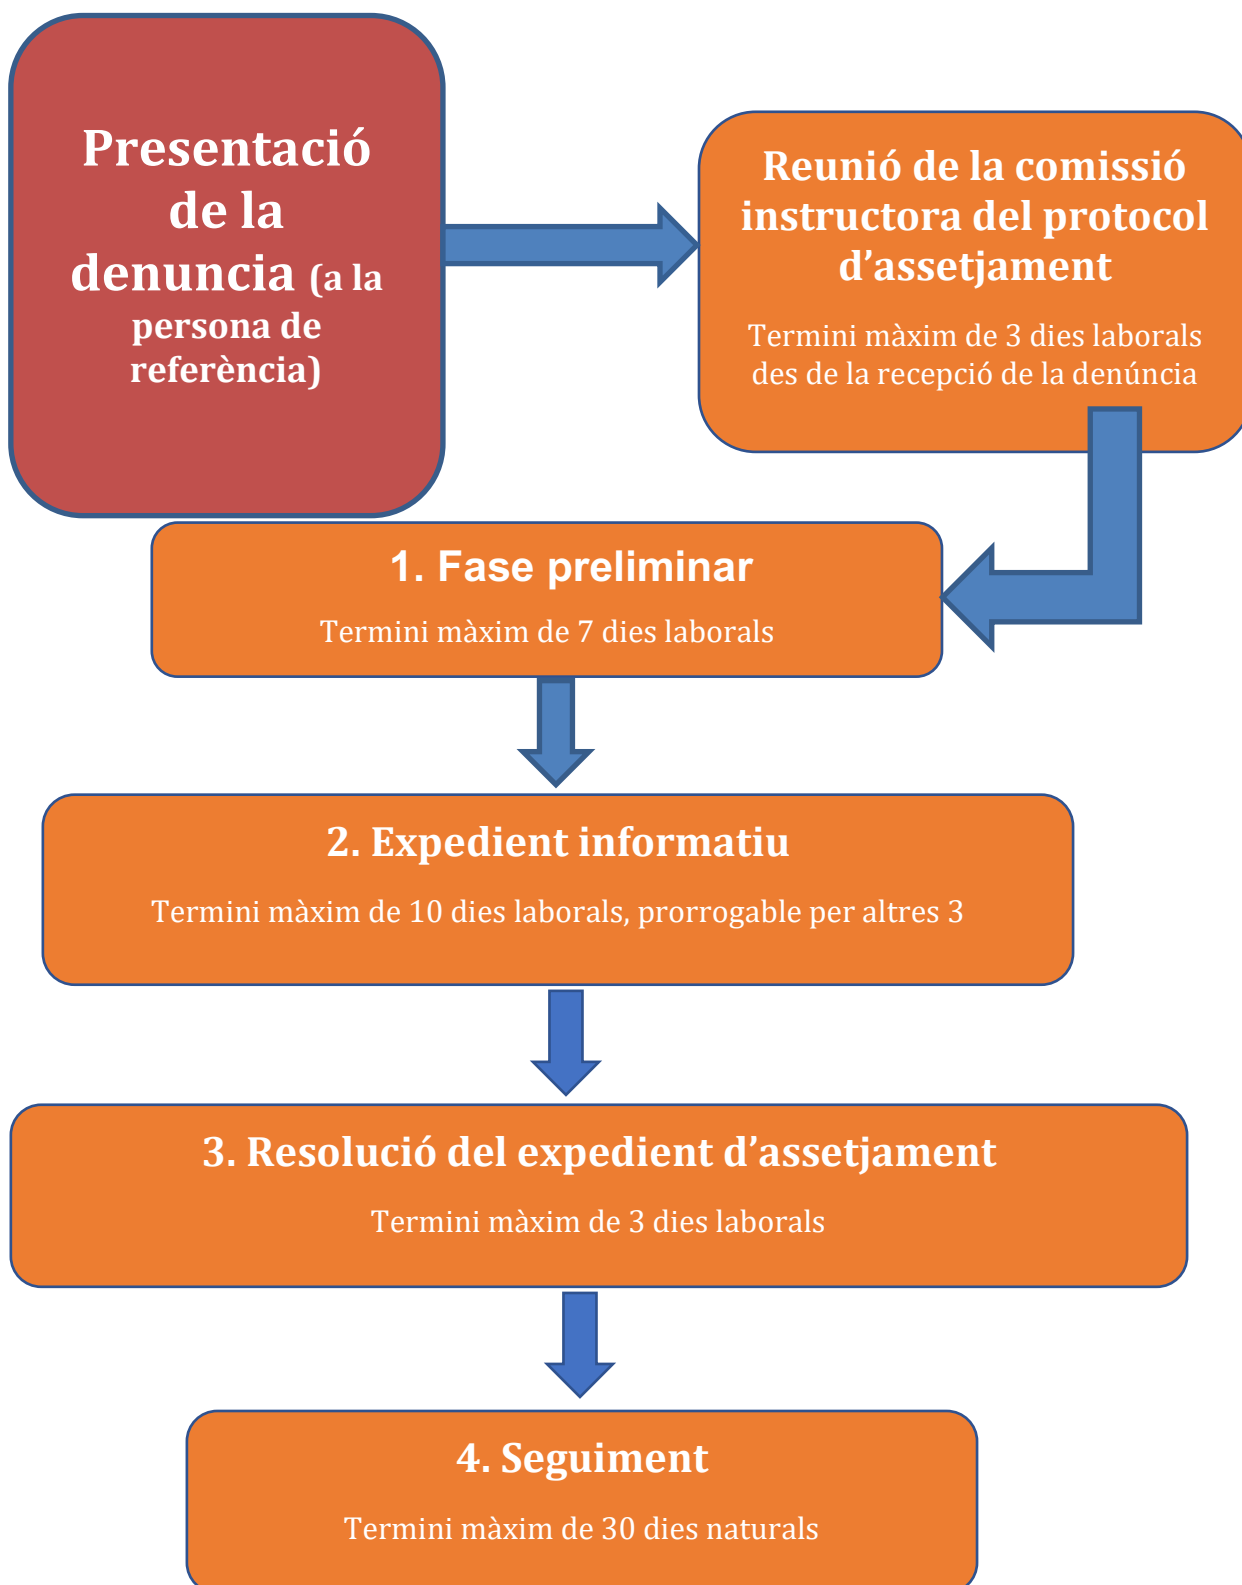 Presentació
de la
denuncia (a la
persona de
referència)
Reunió de la comissió
instructora del protocol
d’assetjament
Termini màxim de 3 dies laborals
des de la recepció de la denúncia
1. Fase preliminar
Termini màxim de 7 dies laborals
2. Expedient informatiu
Termini màxim de 10 dies laborals, prorrogable per altres 3
3. Resolució del expedient d’assetjament
Termini màxim de 3 dies laborals
4. Seguiment
Termini màxim de 30 dies naturals